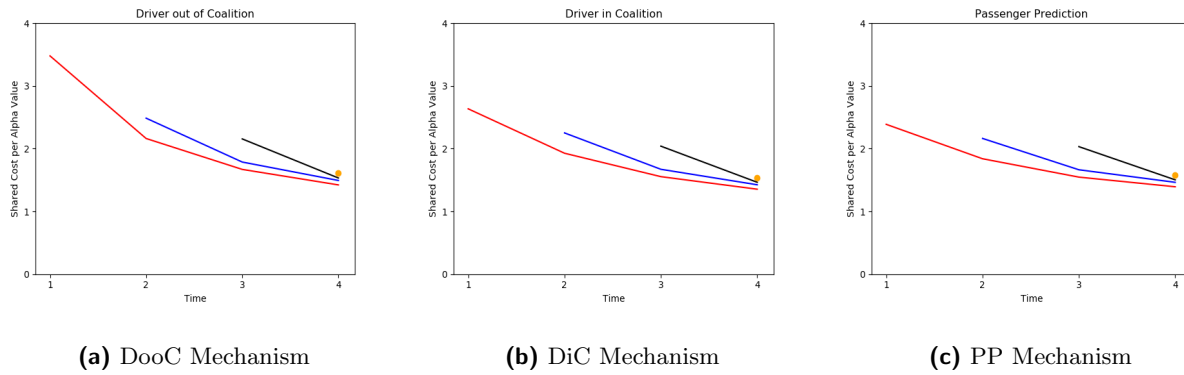 Driver out of Coalition
Shared Cost per Alpha Value
4
3
2
1
0
1 2 3 4
Time
(a) DooC Mechanism
Driver in Coalition
Shared Cost per Alpha Value
4
3
2
1
0
1 2 3 4
Time
(b) DiC Mechanism
Passenger Prediction
Shared Cost per Alpha Value
4
3
2
1
0
1 2 3 4
Time
(c) PP Mechanism